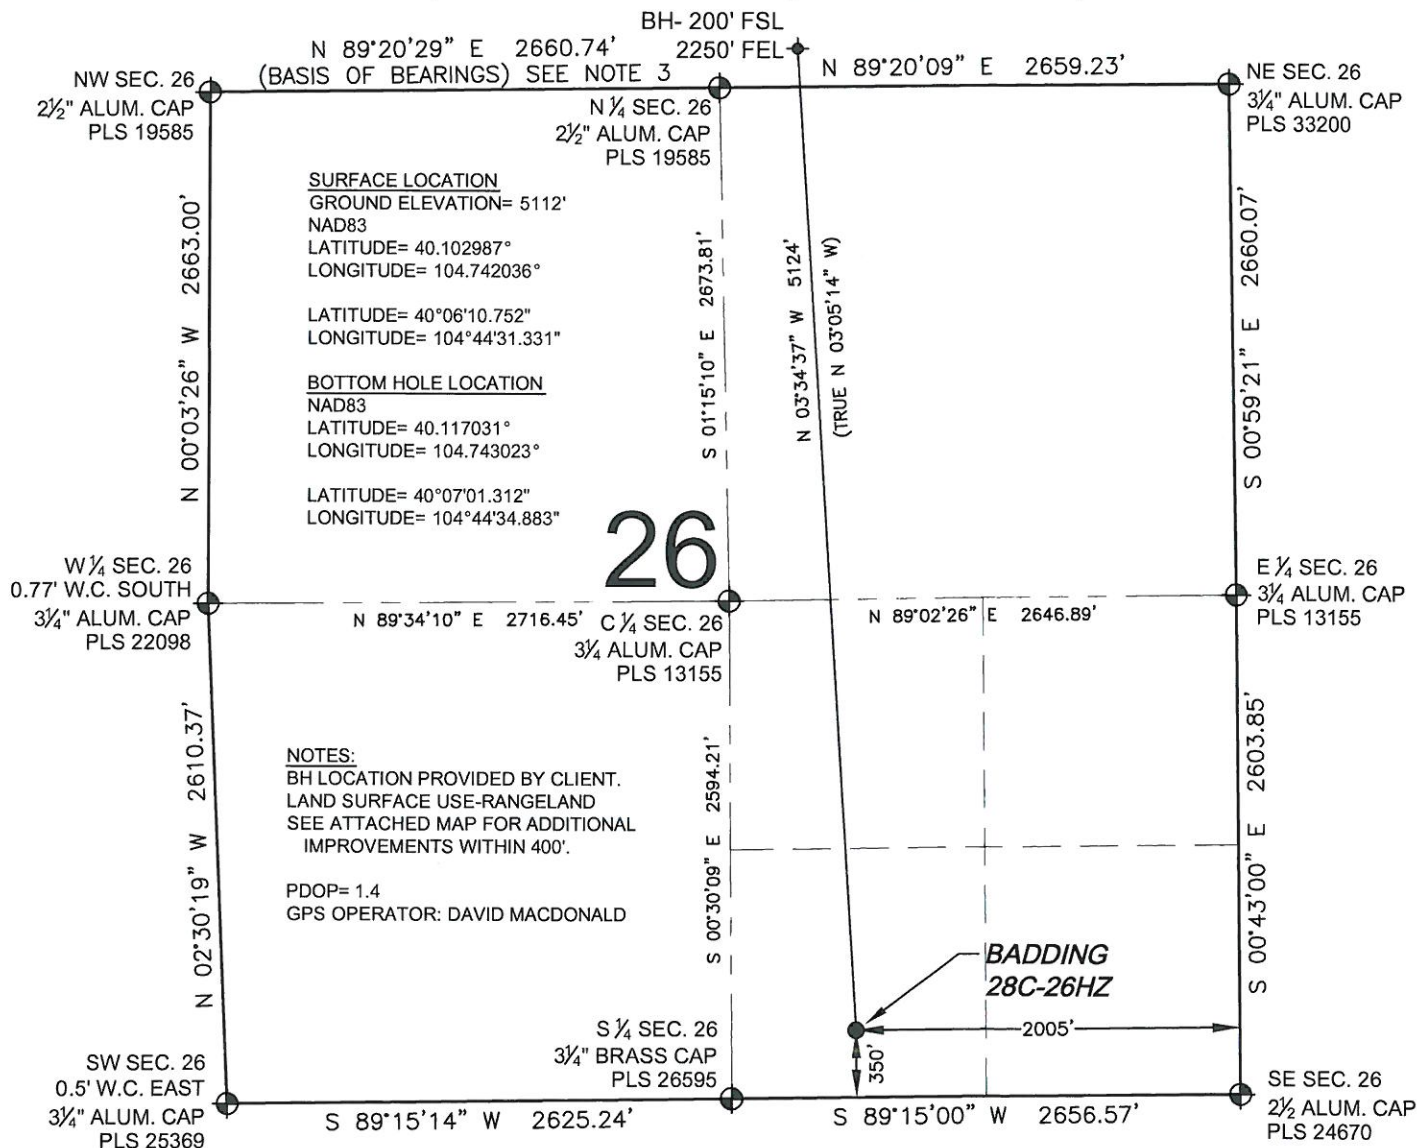 BH- 200' FSL
2250' FEL
N 89°20'29" E 2660.74'
(BASIS OF BEARINGS) SEE NOTE 3
N 89°20'09" E 2659.23'
NW SEC. 26
2½" ALUM. CAP
PLS 19585
N ¼ SEC. 26
2½" ALUM. CAP
PLS 19585
NE SEC. 26
3¼" ALUM. CAP
PLS 33200
SURFACE LOCATION
GROUND ELEVATION= 5112'
NAD83
LATITUDE= 40.102987°
LONGITUDE= 104.742036°
LATITUDE= 40°06'10.752"
LONGITUDE= 104°44'31.331"
BOTTOM HOLE LOCATION
NAD83
LATITUDE= 40.117031°
LONGITUDE= 104.743023°
LATITUDE= 40°07'01.312"
LONGITUDE= 104°44'34.883"
N 00°03'26" W 2663.00'
S 01°15'10" E 2673.81'
N 03°34'37" W 5124'
(TRUE N 03°05'14" W)
S 00°59'21" E 2660.07'
26
W ¼ SEC. 26
0.77' W.C. SOUTH
3¼" ALUM. CAP
PLS 22098
N 89°34'10" E 2716.45'
C ¼ SEC. 26
3¼ ALUM. CAP
PLS 13155
N 89°02'26" E 2646.89'
E ¼ SEC. 26
3¼ ALUM. CAP
PLS 13155
N 02°30'19" W 2610.37'
NOTES:
BH LOCATION PROVIDED BY CLIENT.
LAND SURFACE USE-RANGELAND
SEE ATTACHED MAP FOR ADDITIONAL
IMPROVEMENTS WITHIN 400'.
PDOP= 1.4
GPS OPERATOR: DAVID MACDONALD
S 00°30'09" E 2594.21'
S 00°43'00" E 2603.85'
BADDING
28C-26HZ
2005'
350'
SW SEC. 26
0.5' W.C. EAST
3¼" ALUM. CAP
PLS 25369
S 89°15'14" W 2625.24'
S ¼ SEC. 26
3¼" BRASS CAP
PLS 26595
S 89°15'00" W 2656.57'
SE SEC. 26
2½ ALUM. CAP
PLS 24670